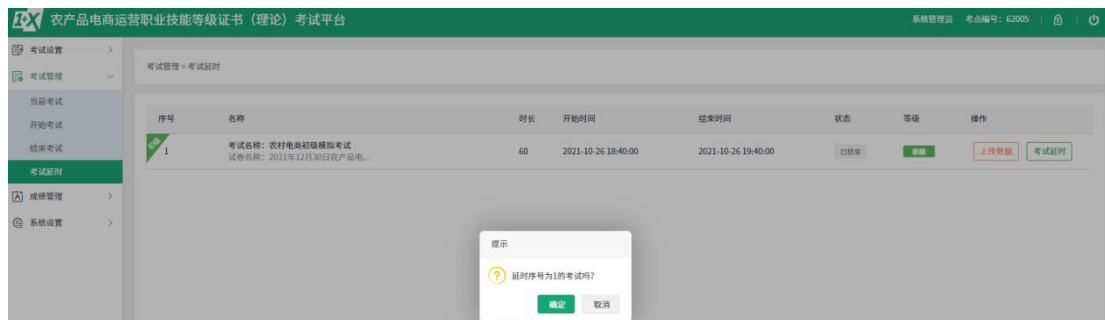 1+X 农产品电商运营职业技能等级证书（理论）考试平台
系统管理员 考点编号：62005
考试设置
考试管理
当前考试
开始考试
结束考试
考试延时
成绩管理
系统设置
考试管理 > 考试延时
序号 名称 时长 开始时间 结束时间 状态 等级 操作
初级 1 考试名称：农村电商初级模拟考试 60 2021-10-26 18:40:00 2021-10-26 19:40:00 已结束 初级 上传数据 考试延时
试卷名称：2021年12月30日农产品电...
提示
? 延时序号为1的考试吗?
确定 取消